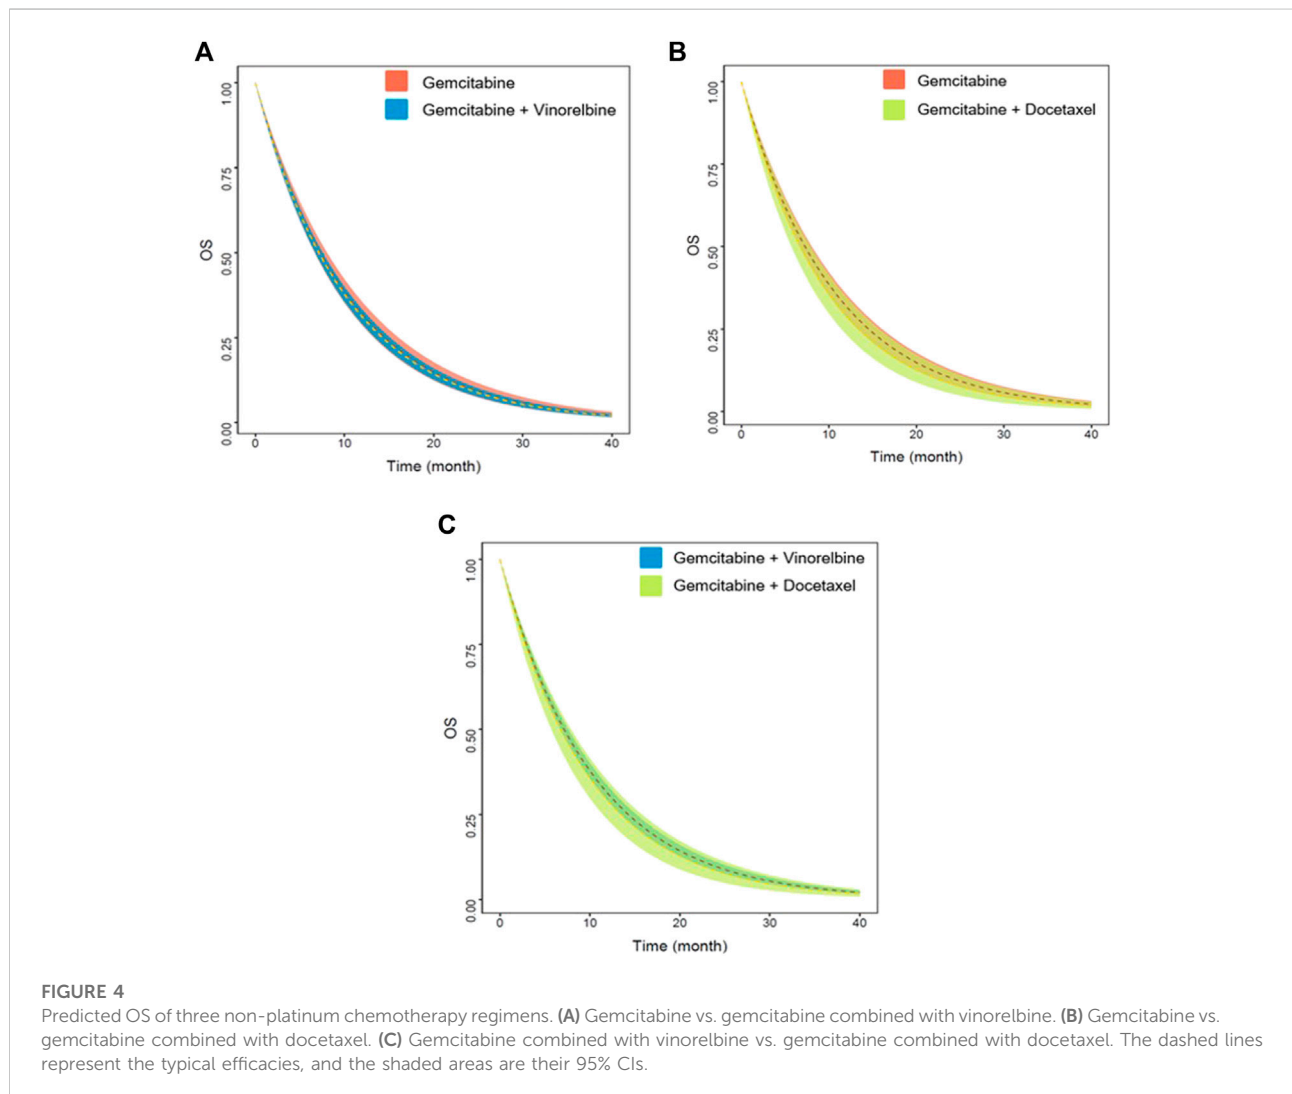 A
Gemcitabine
Gemcitabine + Vinorelbine
OS
1.00
0.75
0.50
0.25
0.00
0 10 20 30 40
Time (month)
B
Gemcitabine
Gemcitabine + Docetaxel
OS
1.00
0.75
0.50
0.25
0.00
0 10 20 30 40
Time (month)
C
Gemcitabine + Vinorelbine
Gemcitabine + Docetaxel
OS
1.00
0.75
0.50
0.25
0.00
0 10 20 30 40
Time (month)
FIGURE 4
Predicted OS of three non-platinum chemotherapy regimens. (A) Gemcitabine vs. gemcitabine combined with vinorelbine. (B) Gemcitabine vs.
gemcitabine combined with docetaxel. (C) Gemcitabine combined with vinorelbine vs. gemcitabine combined with docetaxel. The dashed lines
represent the typical efficacies, and the shaded areas are their 95% CIs.